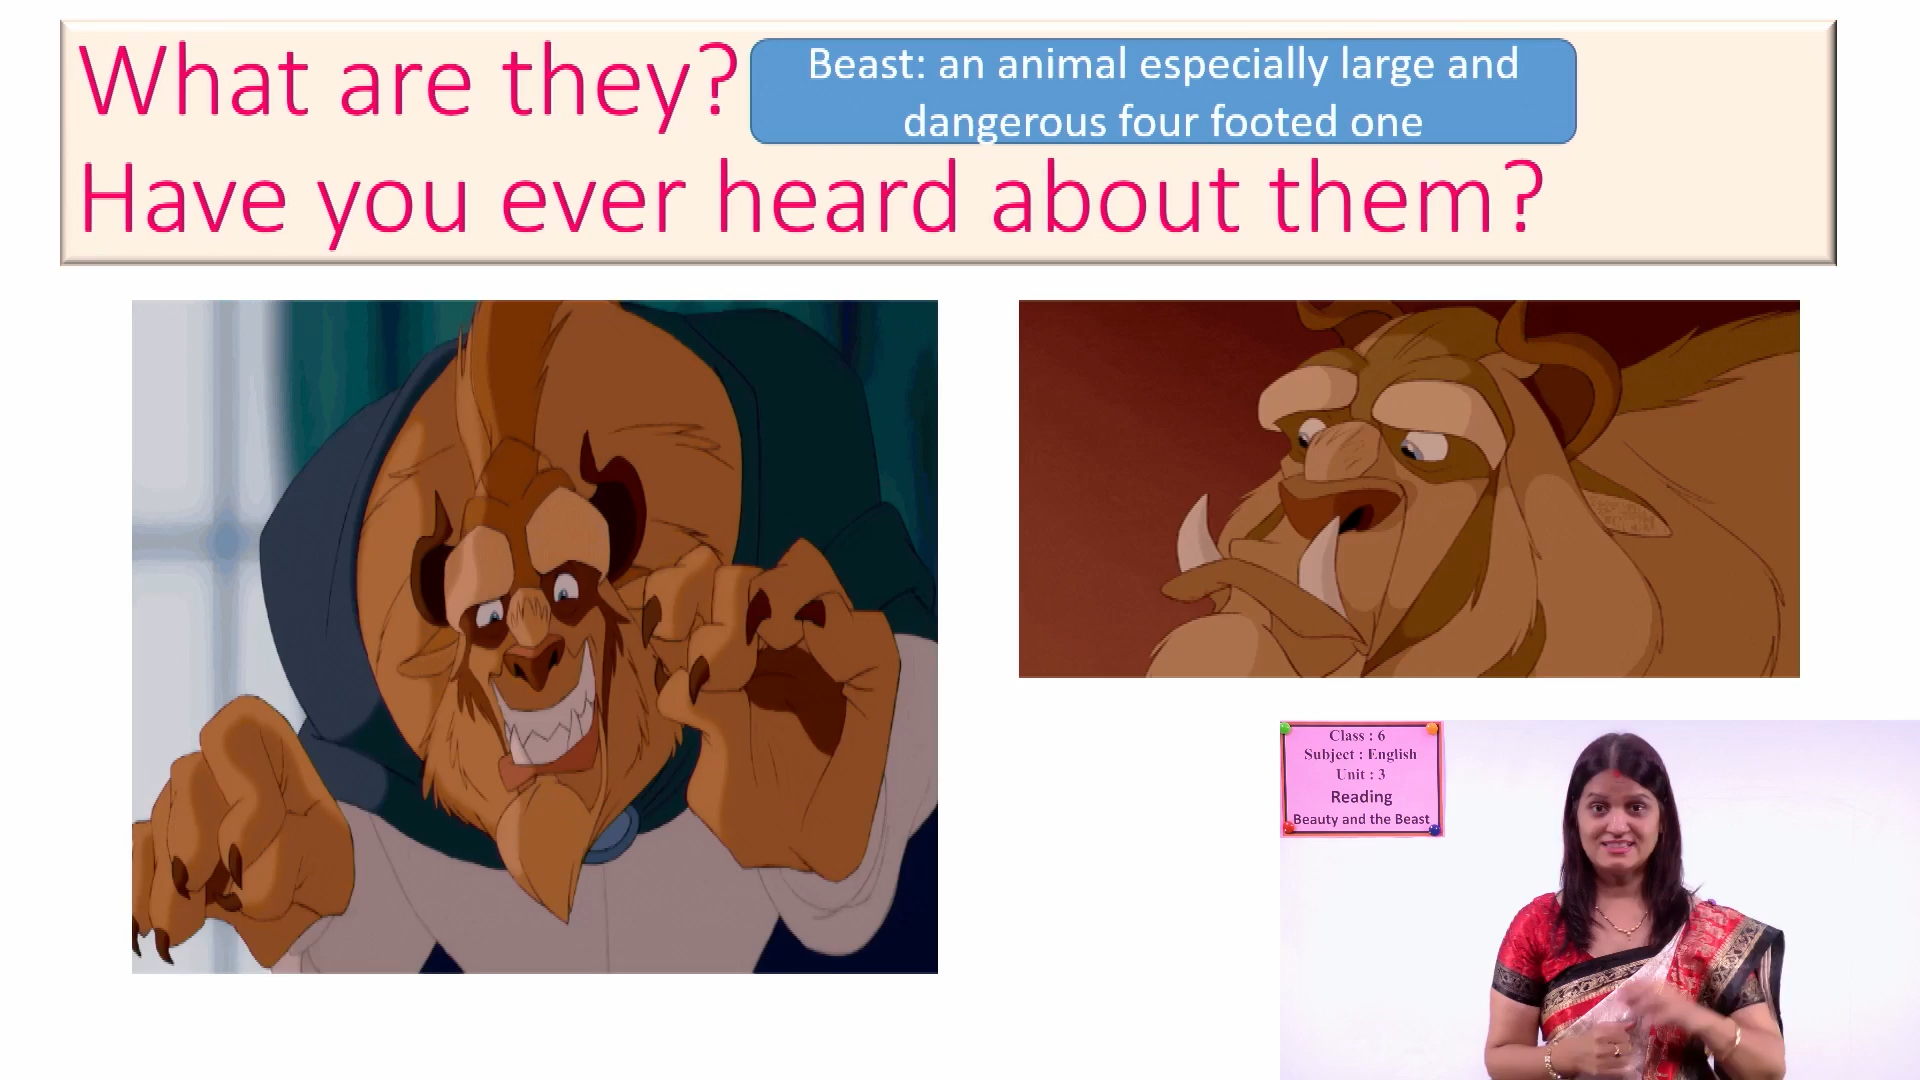 What are they?
Beast: an animal especially large and
dangerous four footed one
Have you ever heard about them?
Class : 6
Subject : English
Unit : 3
Reading
Beauty and the Beast